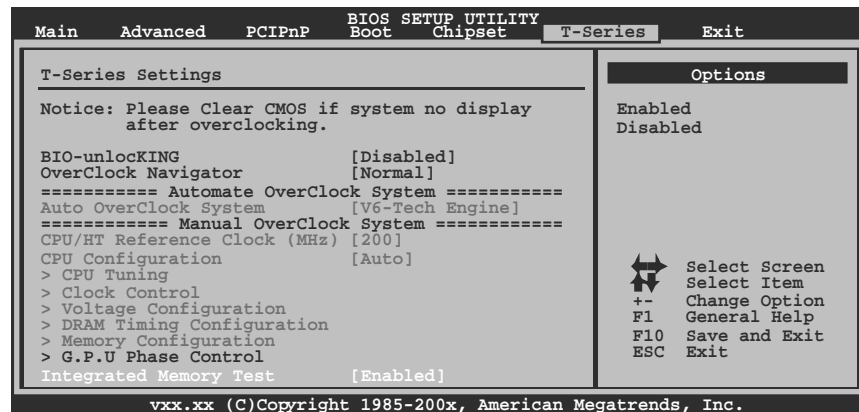 BIOS SETUP UTILITY
Main Advanced PCIPnP Boot Chipset T-Series Exit
T-Series Settings
Notice: Please Clear CMOS if system no display
after overclocking.
BIO-unlocKING [Disabled]
OverClock Navigator [Normal]
=========== Automate OverClock System ===========
Auto OverClock System [V6-Tech Engine]
============ Manual OverClock System ============
CPU/HT Reference Clock (MHz) [200]
CPU Configuration [Auto]
> CPU Tuning
> Clock Control
> Voltage Configuration
> DRAM Timing Configuration
> Memory Configuration
> G.P.U Phase Control
Integrated Memory Test [Enabled]
Options
Enabled
Disabled
Select Screen
Select Item
+- Change Option
F1 General Help
F10 Save and Exit
ESC Exit
vxx.xx (C)Copyright 1985-200x, American Megatrends, Inc.